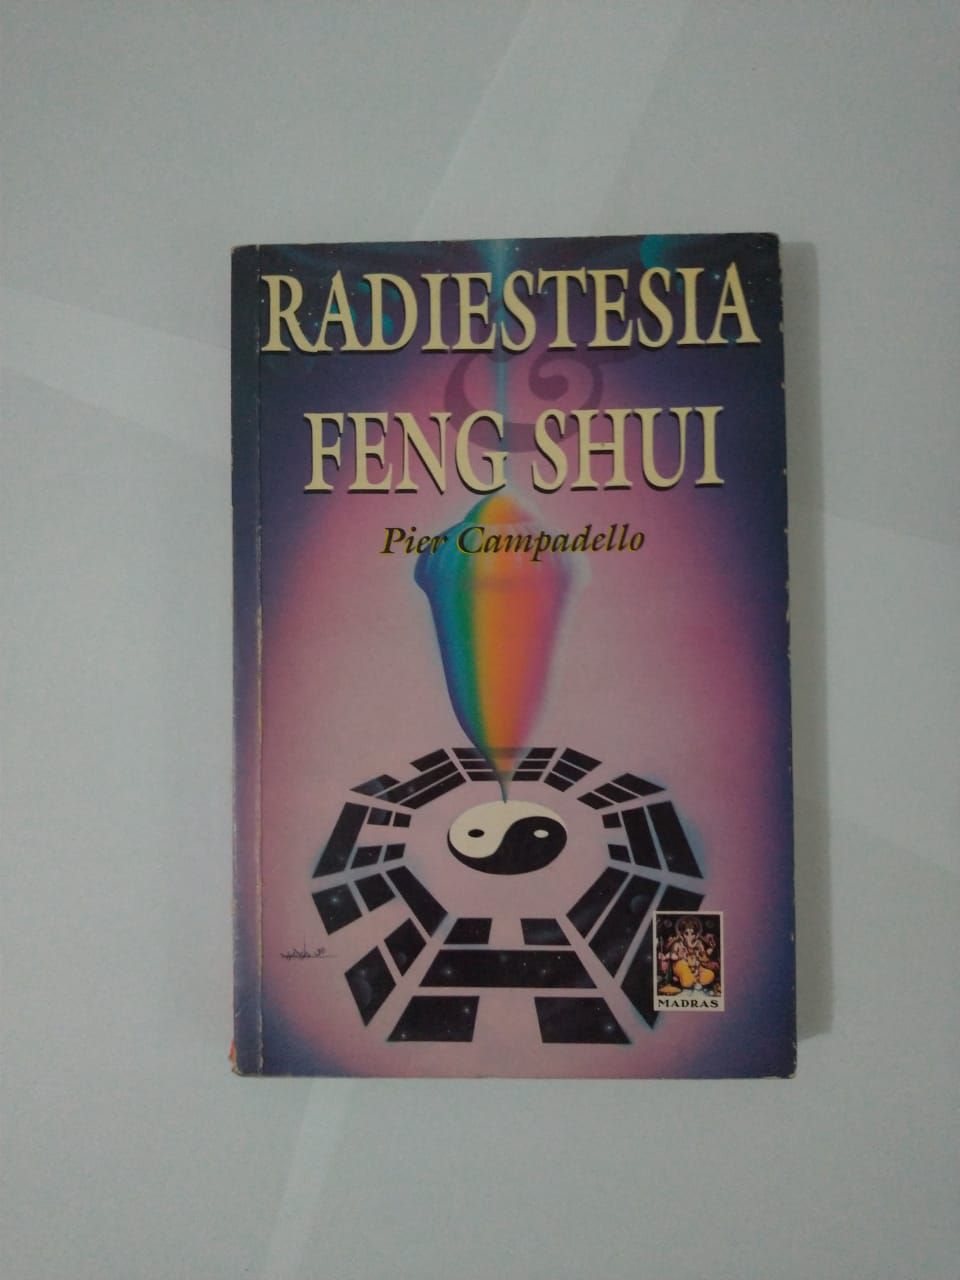 RADIESTESIA
&
FENG SHUI
Pier Campadello
MADRAS